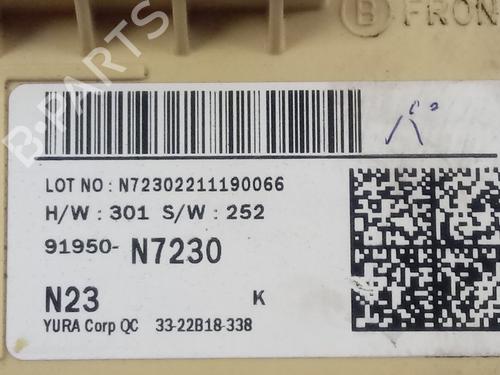 B FRON
B-PARTS
LOT NO : N72302211190066
H/W : 301 S/W : 252
91950- N7230
N23 K
YURA Corp QC 33-22B18-338